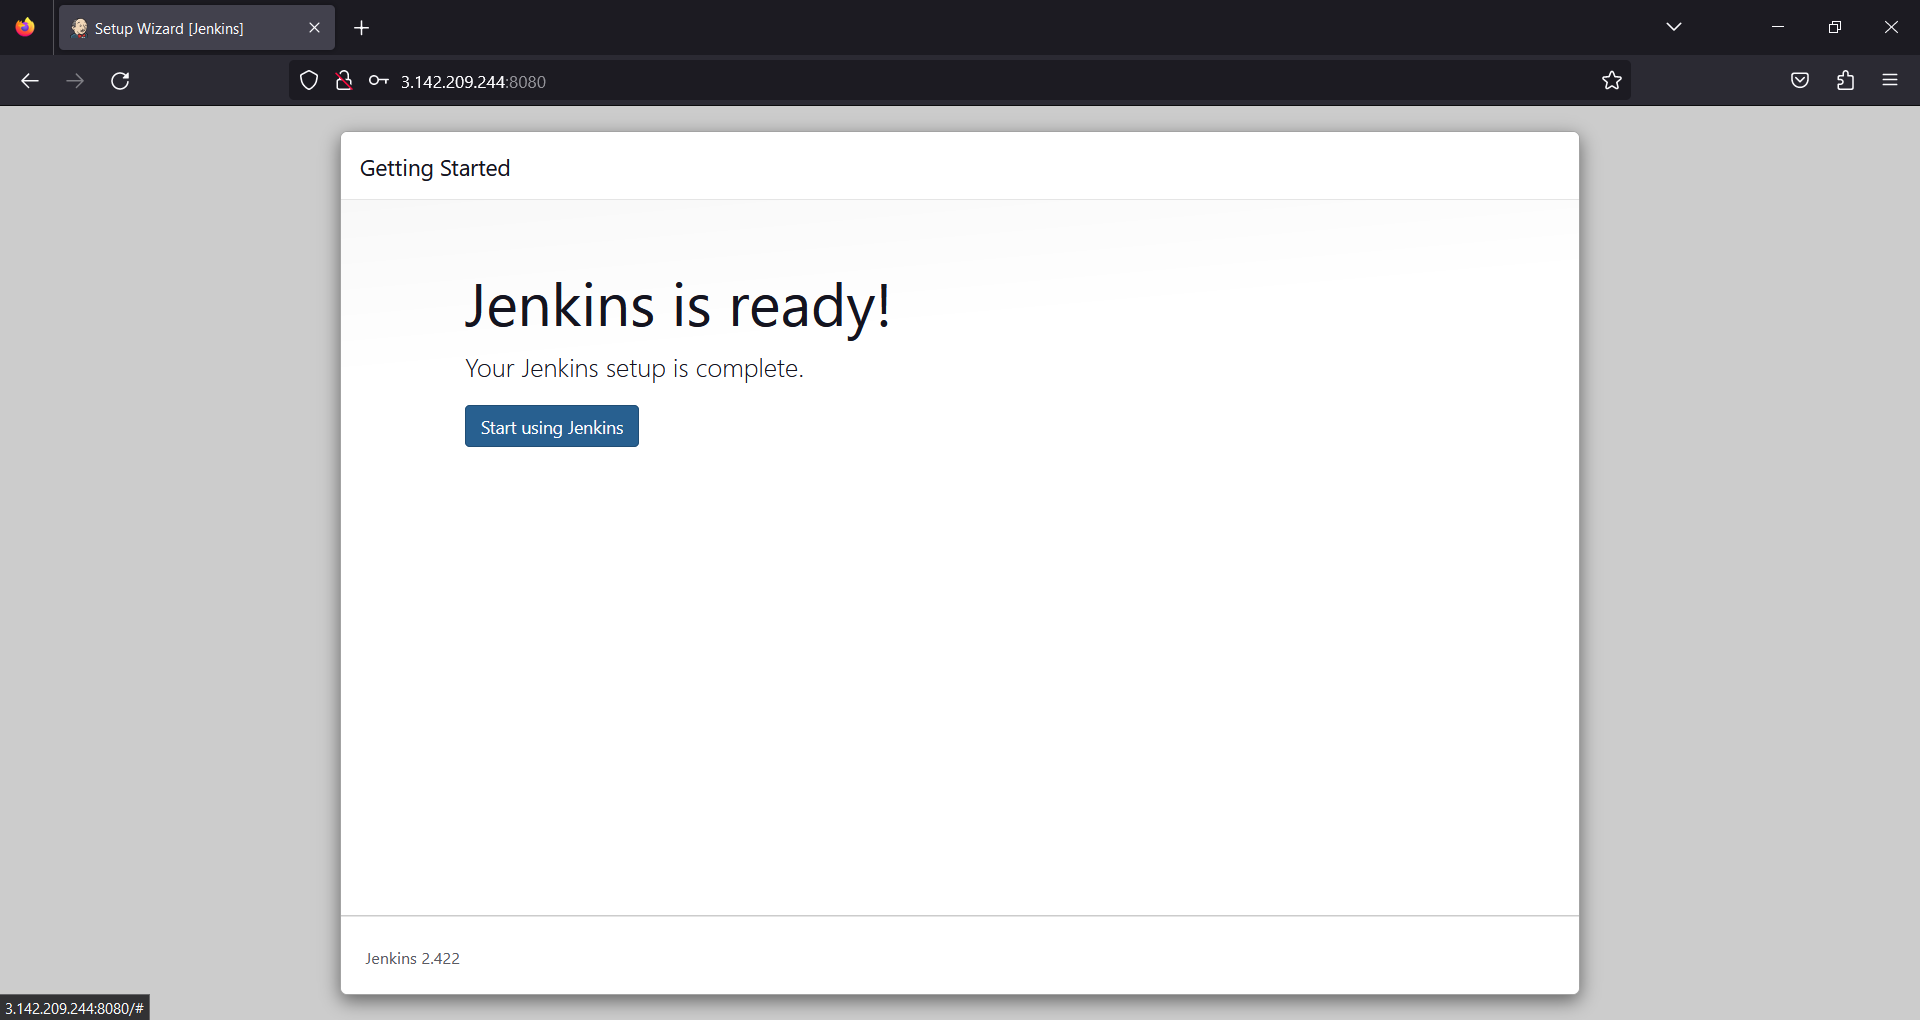 Setup Wizard [Jenkins]
3.142.209.244:8080
Getting Started
Jenkins is ready!
Your Jenkins setup is complete.
Start using Jenkins
Jenkins 2.422
3.142.209.244:8080/#